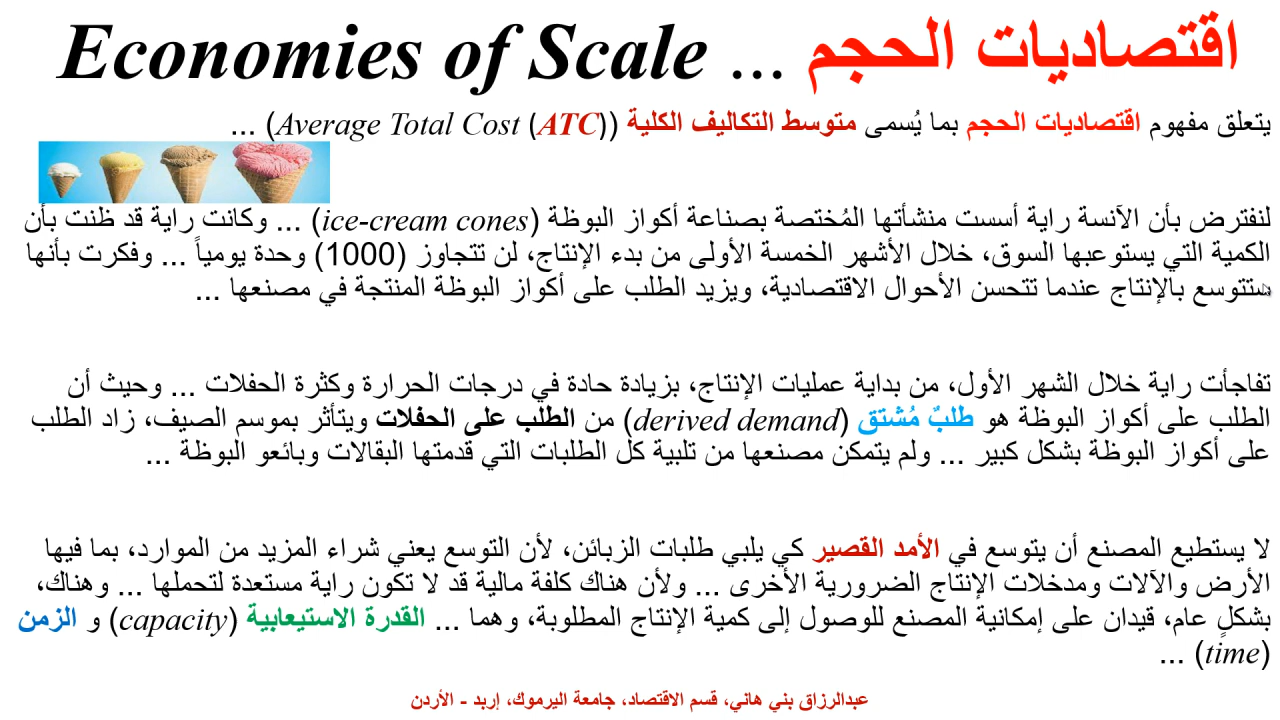 اقتصاديات الحجم ... Economies of Scale
يتعلق مفهوم اقتصاديات الحجم بما يُسمى متوسط التكاليف الكلية (Average Total Cost (ATC)) ...
لنفترض بأن الآنسة راية أسست منشأتها المُختصة بصناعة أكواز البوظة (ice-cream cones) ... وكانت راية قد ظنت بأن
الكمية التي يستوعبها السوق، خلال الأشهر الخمسة الأولى من بدء الإنتاج، لن تتجاوز (1000) وحدة يومياً ... وفكرت بأنها
ستتوسع بالإنتاج عندما تتحسن الأحوال الاقتصادية، ويزيد الطلب على أكواز البوظة المنتجة في مصنعها ...
تفاجأت راية خلال الشهر الأول، من بداية عمليات الإنتاج، بزيادة حادة في درجات الحرارة وكثرة الحفلات ... وحيث أن
الطلب على أكواز البوظة هو طلبٌ مُشتق (derived demand) من الطلب على الحفلات ويتأثر بموسم الصيف، زاد الطلب
على أكواز البوظة بشكل كبير ... ولم يتمكن مصنعها من تلبية كل الطلبات التي قدمتها البقالات وبائعو البوظة ...
لا يستطيع المصنع أن يتوسع في الأمد القصير كي يلبي طلبات الزبائن، لأن التوسع يعني شراء المزيد من الموارد، بما فيها
الأرض والآلات ومدخلات الإنتاج الضرورية الأخرى ... ولأن هناك كلفة مالية قد لا تكون راية مستعدة لتحملها ... وهناك،
بشكلٍ عام، قيدان على إمكانية المصنع للوصول إلى كمية الإنتاج المطلوبة، وهما ... القدرة الاستيعابية (capacity) و الزمن
(time) ...
عبدالرزاق بني هاني، قسم الاقتصاد، جامعة اليرموك، إربد - الأردن